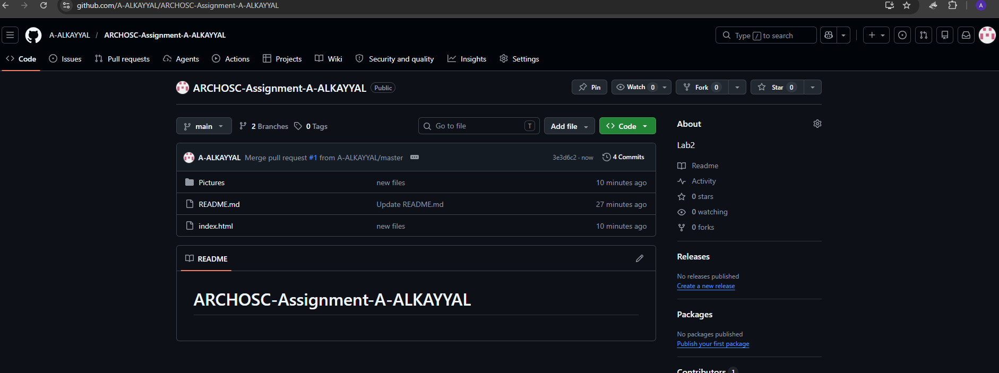 github.com/A-ALKAYYAL/ARCHOSC-Assignment-A-ALKAYYAL
A
A-ALKAYYAL / ARCHOSC-Assignment-A-ALKAYYAL
Type / to search
Code Issues Pull requests Agents Actions Projects Wiki Security and quality Insights Settings
ARCHOSC-Assignment-A-ALKAYYAL Public
Pin Watch 0 Fork 0 Star 0
main 2 Branches 0 Tags
Go to file T Add file Code
A-ALKAYYAL Merge pull request #1 from A-ALKAYYAL/master 3e3d6c2 · now 4 Commits
Pictures new files 10 minutes ago
README.md Update README.md 27 minutes ago
index.html new files 10 minutes ago
README
ARCHOSC-Assignment-A-ALKAYYAL
About
Lab2
Readme
Activity
0 stars
0 watching
0 forks
Releases
No releases published
Create a new release
Packages
No packages published
Publish your first package
Contributors 1